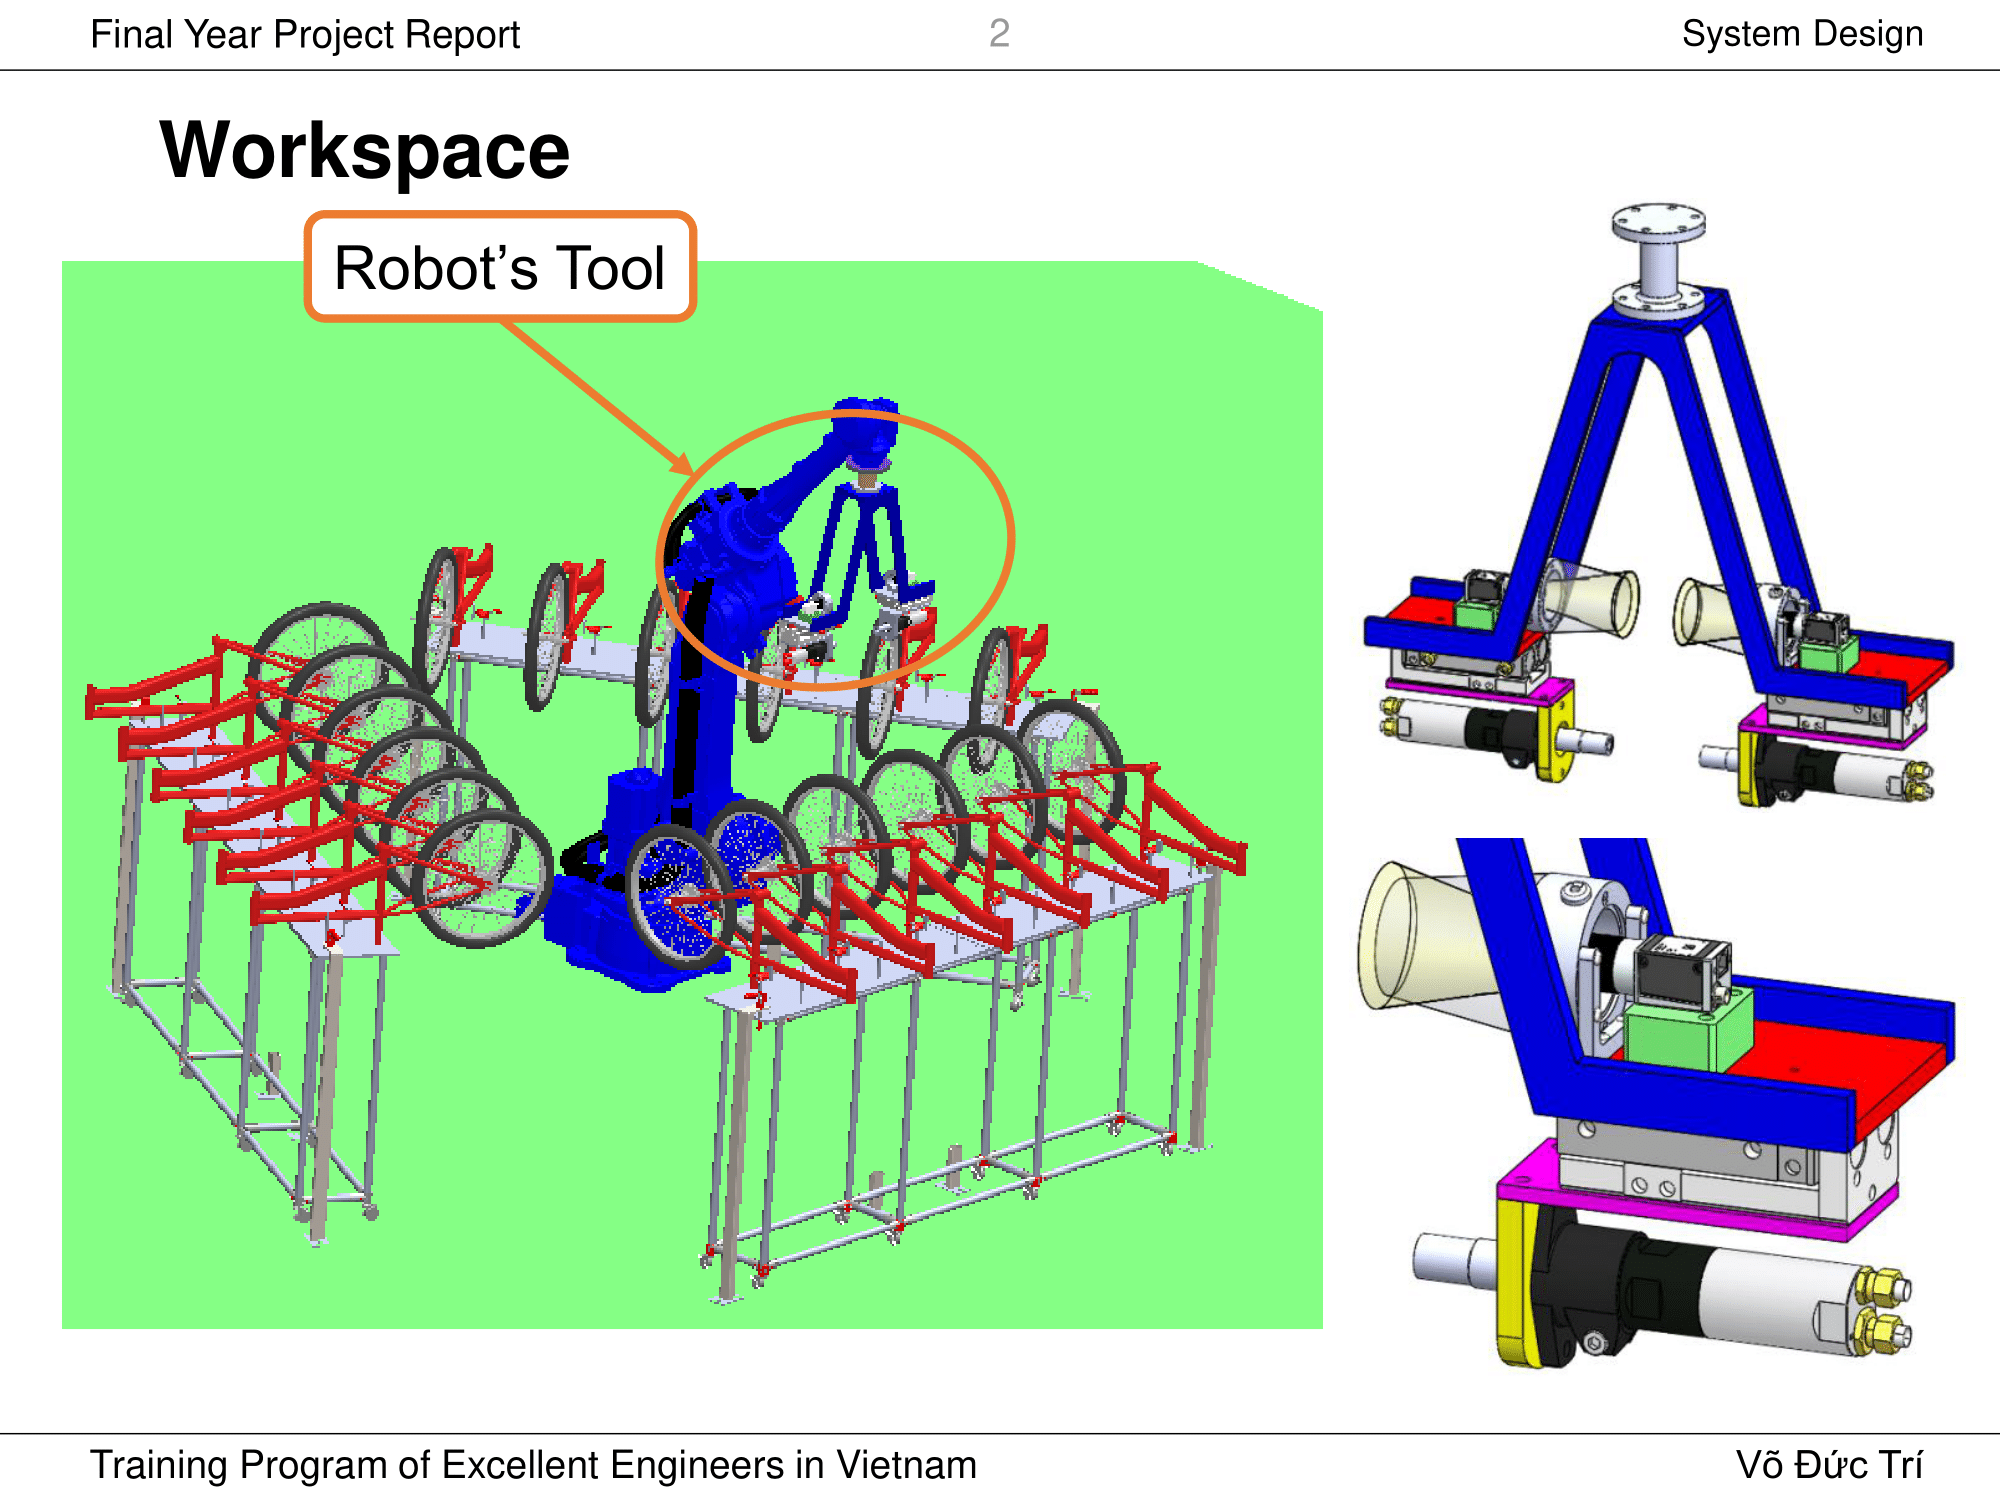 Final Year Project Report
2
System Design
Workspace
Robot’s Tool
Training Program of Excellent Engineers in Vietnam
Võ Đức Trí